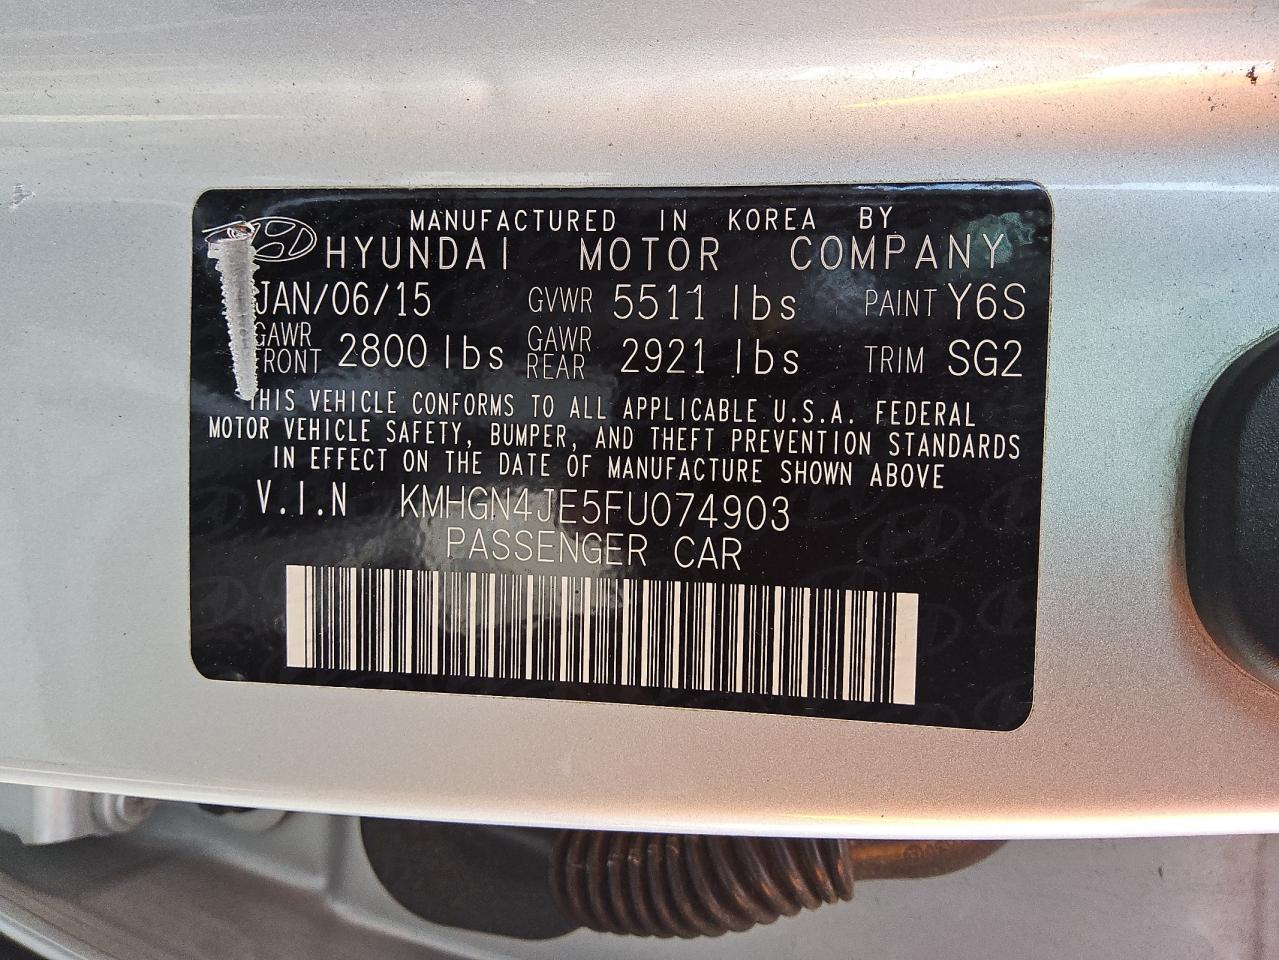 MANUFACTURED IN KOREA BY
HYUNDAI MOTOR COMPANY
JAN/06/15 GVWR 5511 lbs PAINT Y6S
GAWR FRONT 2800 lbs GAWR REAR 2921 lbs TRIM SG2
THIS VEHICLE CONFORMS TO ALL APPLICABLE U.S.A. FEDERAL
MOTOR VEHICLE SAFETY, BUMPER, AND THEFT PREVENTION STANDARDS
IN EFFECT ON THE DATE OF MANUFACTURE SHOWN ABOVE
V.I.N KMHGN4JE5FU074903
PASSENGER CAR